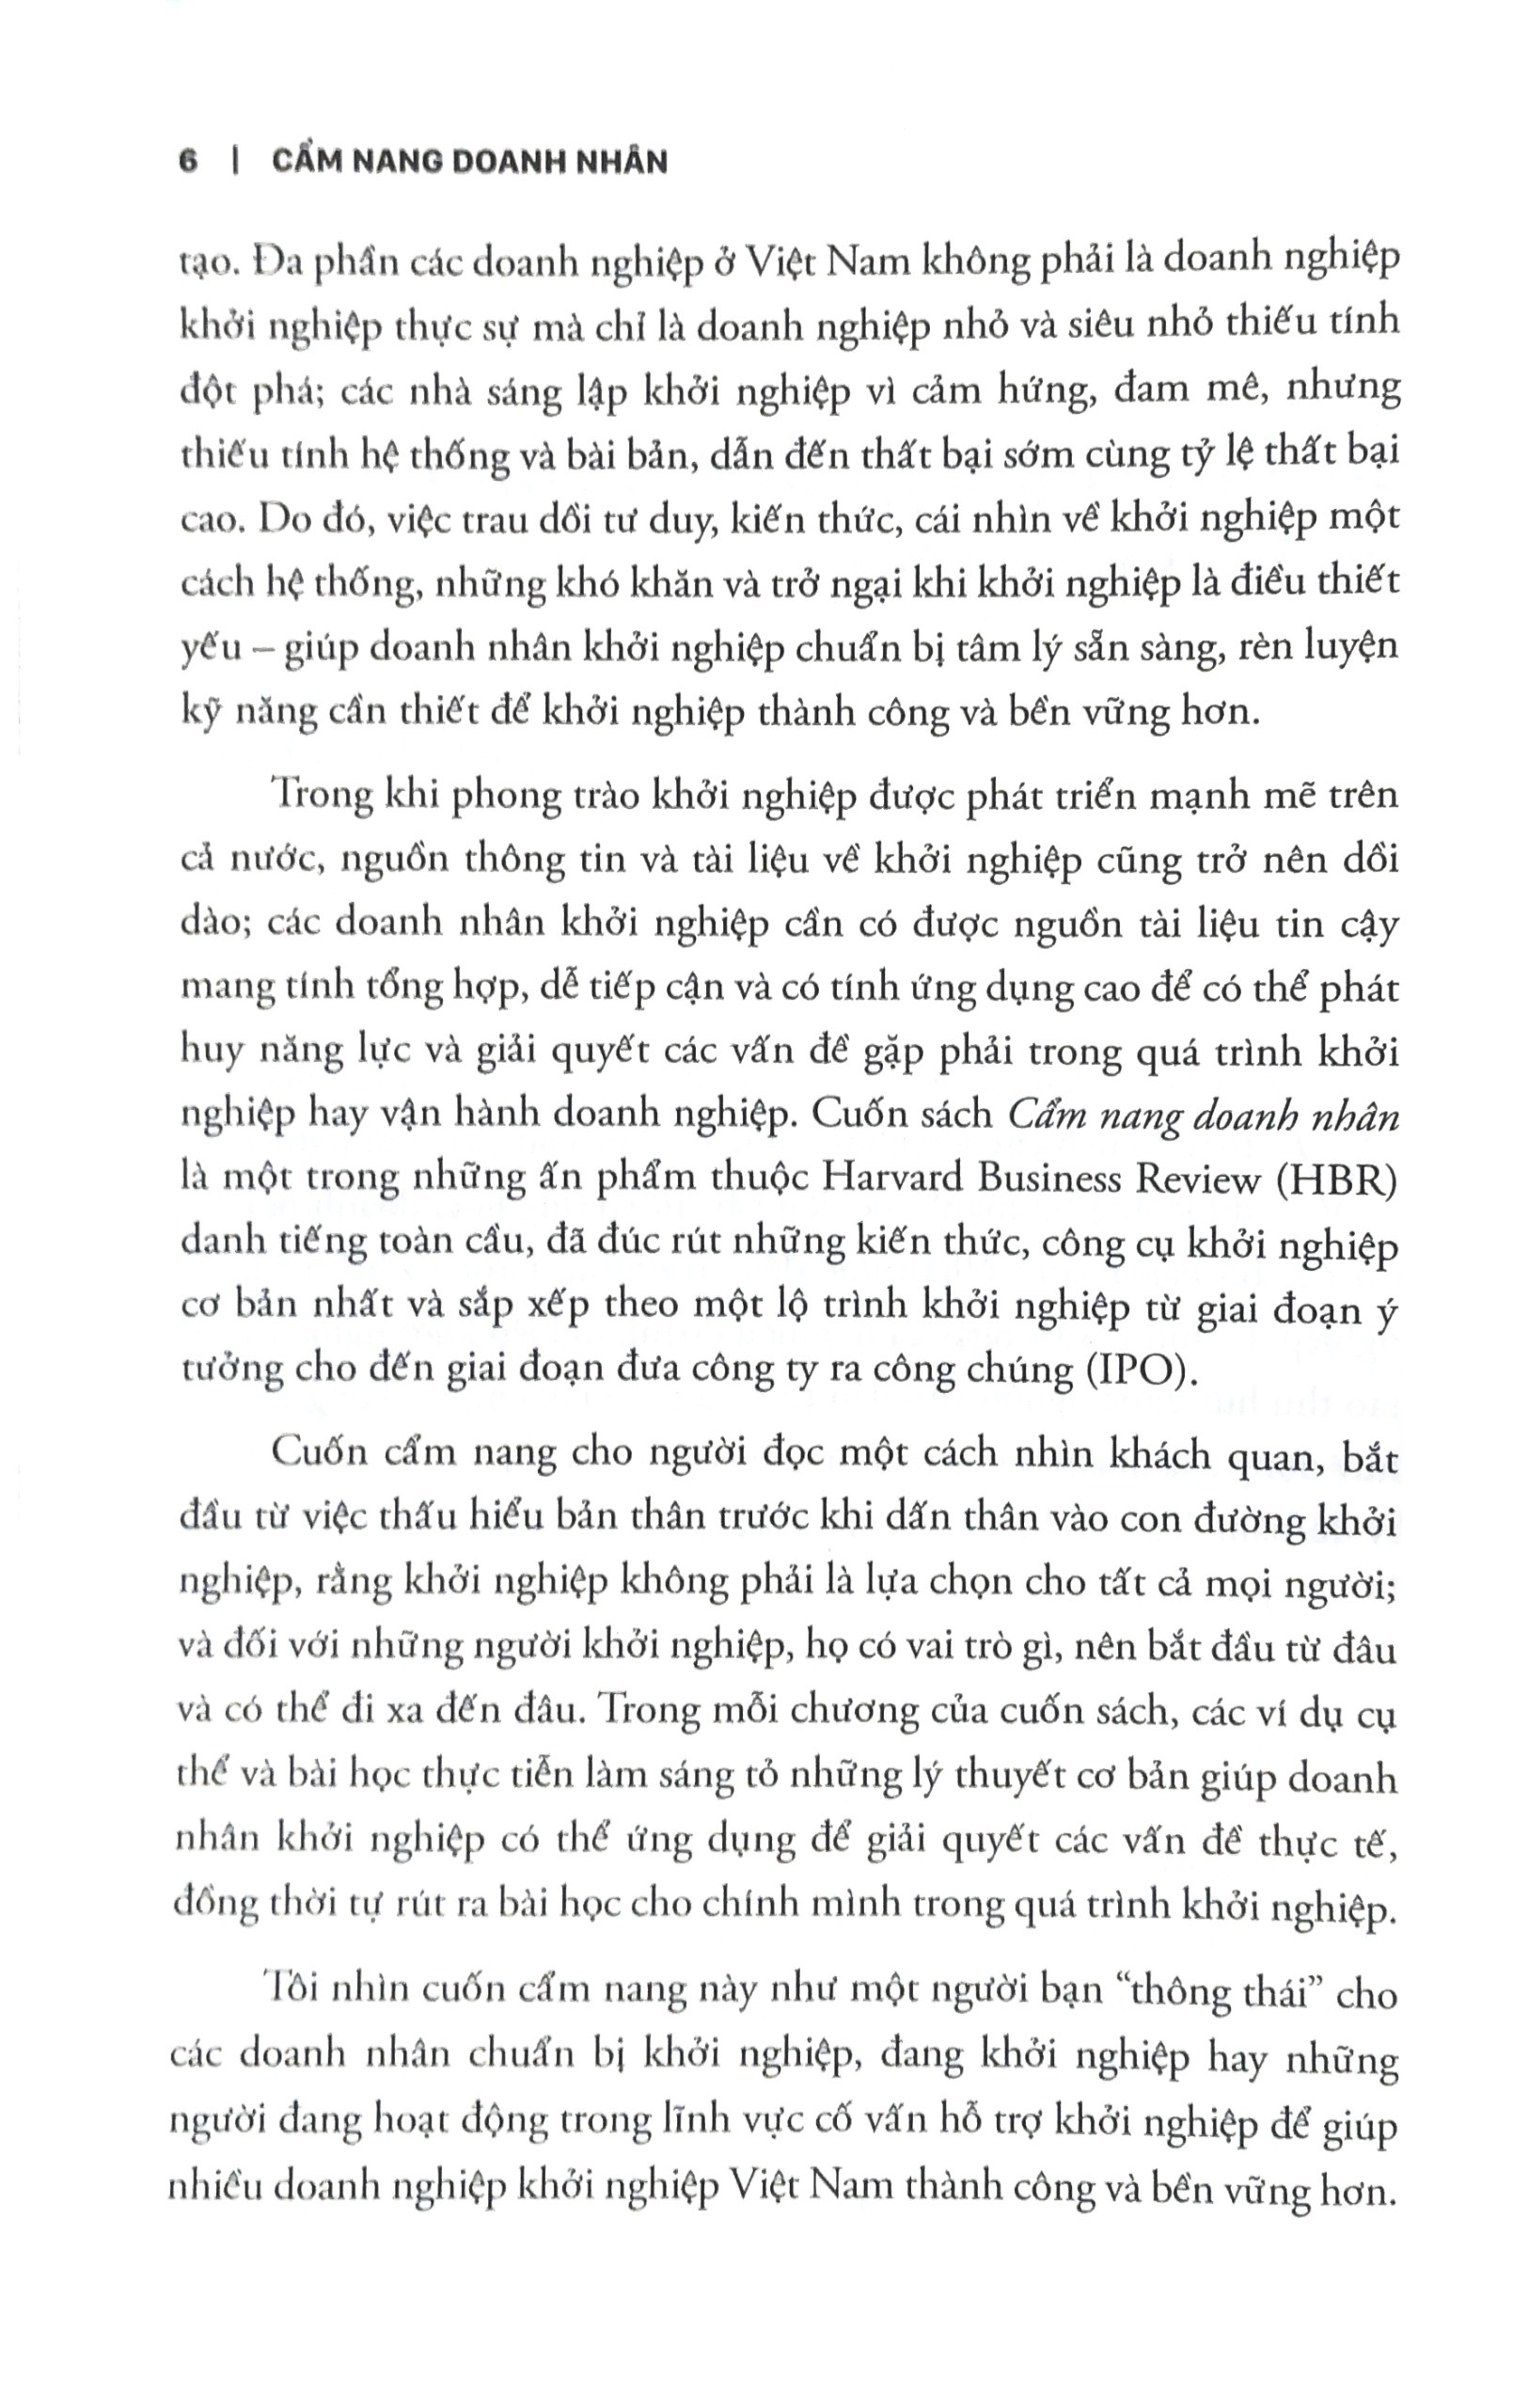 6 | CẨM NANG DOANH NHÂN
tạo. Đa phần các doanh nghiệp ở Việt Nam không phải là doanh nghiệp
khởi nghiệp thực sự mà chỉ là doanh nghiệp nhỏ và siêu nhỏ thiếu tính
đột phá; các nhà sáng lập khởi nghiệp vì cảm hứng, đam mê, nhưng
thiếu tính hệ thống và bài bản, dẫn đến thất bại sớm cùng tỷ lệ thất bại
cao. Do đó, việc trau dồi tư duy, kiến thức, cái nhìn về khởi nghiệp một
cách hệ thống, những khó khăn và trở ngại khi khởi nghiệp là điều thiết
yếu – giúp doanh nhân khởi nghiệp chuẩn bị tâm lý sẵn sàng, rèn luyện
kỹ năng cần thiết để khởi nghiệp thành công và bền vững hơn.
Trong khi phong trào khởi nghiệp được phát triển mạnh mẽ trên
cả nước, nguồn thông tin và tài liệu về khởi nghiệp cũng trở nên dồi
dào; các doanh nhân khởi nghiệp cần có được nguồn tài liệu tin cậy
mang tính tổng hợp, dễ tiếp cận và có tính ứng dụng cao để có thể phát
huy năng lực và giải quyết các vấn đề gặp phải trong quá trình khởi
nghiệp hay vận hành doanh nghiệp. Cuốn sách Cẩm nang doanh nhân
là một trong những ấn phẩm thuộc Harvard Business Review (HBR)
danh tiếng toàn cầu, đã đúc rút những kiến thức, công cụ khởi nghiệp
cơ bản nhất và sắp xếp theo một lộ trình khởi nghiệp từ giai đoạn ý
tưởng cho đến giai đoạn đưa công ty ra công chúng (IPO).
Cuốn cẩm nang cho người đọc một cách nhìn khách quan, bắt
đầu từ việc thấu hiểu bản thân trước khi dấn thân vào con đường khởi
nghiệp, rằng khởi nghiệp không phải là lựa chọn cho tất cả mọi người;
và đối với những người khởi nghiệp, họ có vai trò gì, nên bắt đầu từ đâu
và có thể đi xa đến đâu. Trong mỗi chương của cuốn sách, các ví dụ cụ
thể và bài học thực tiễn làm sáng tỏ những lý thuyết cơ bản giúp doanh
nhân khởi nghiệp có thể ứng dụng để giải quyết các vấn đề thực tế,
đồng thời tự rút ra bài học cho chính mình trong quá trình khởi nghiệp.
Tôi nhìn cuốn cẩm nang này như một người bạn “thông thái” cho
các doanh nhân chuẩn bị khởi nghiệp, đang khởi nghiệp hay những
người đang hoạt động trong lĩnh vực cố vấn hỗ trợ khởi nghiệp để giúp
nhiều doanh nghiệp khởi nghiệp Việt Nam thành công và bền vững hơn.